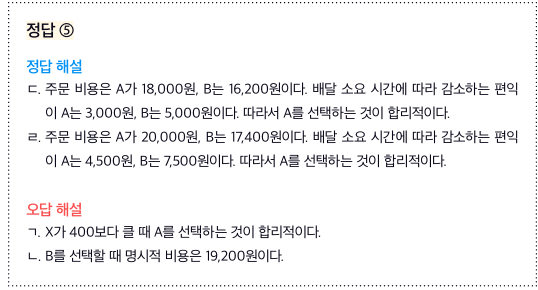 정답 ⑤
정답 해설
ㄷ. 주문 비용은 A가 18,000원, B는 16,200원이다. 배달 소요 시간에 따라 감소하는 편익
이 A는 3,000원, B는 5,000원이다. 따라서 A를 선택하는 것이 합리적이다.
ㄹ. 주문 비용은 A가 20,000원, B는 17,400원이다. 배달 소요 시간에 따라 감소하는 편익
이 A는 4,500원, B는 7,500원이다. 따라서 A를 선택하는 것이 합리적이다.
오답 해설
ㄱ. X가 400보다 클 때 A를 선택하는 것이 합리적이다.
ㄴ. B를 선택할 때 명시적 비용은 19,200원이다.